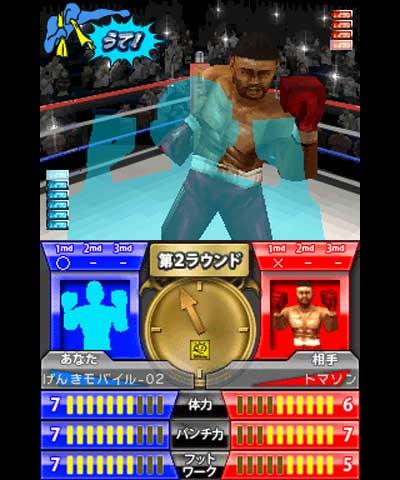 うて!
1md 2md 3md
○ - -
第2ラウンド
1md 2md 3md
× - -
あなた
相手
げんきモバイル-02
トマソン
7 体力 6
7 パンチ力 7
7 フットワーク 5